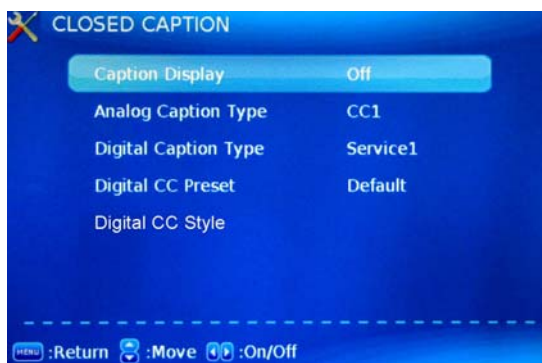 CLOSED CAPTION
Caption Display Off
Analog Caption Type CC1
Digital Caption Type Service1
Digital CC Preset Default
Digital CC Style
MENU :Return :Move :On/Off